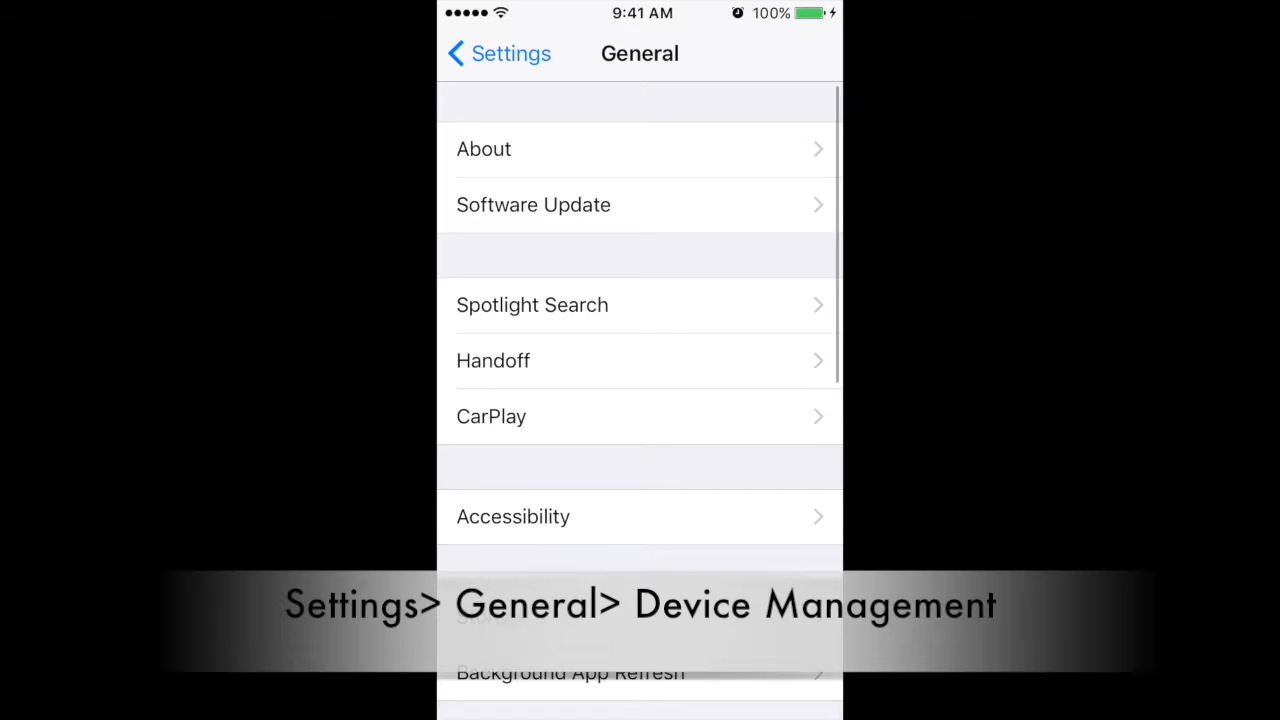 9:41 AM 100%
Settings General
About
Software Update
Spotlight Search
Handoff
CarPlay
Accessibility
Settings> General> Device Management
Background App Refresh